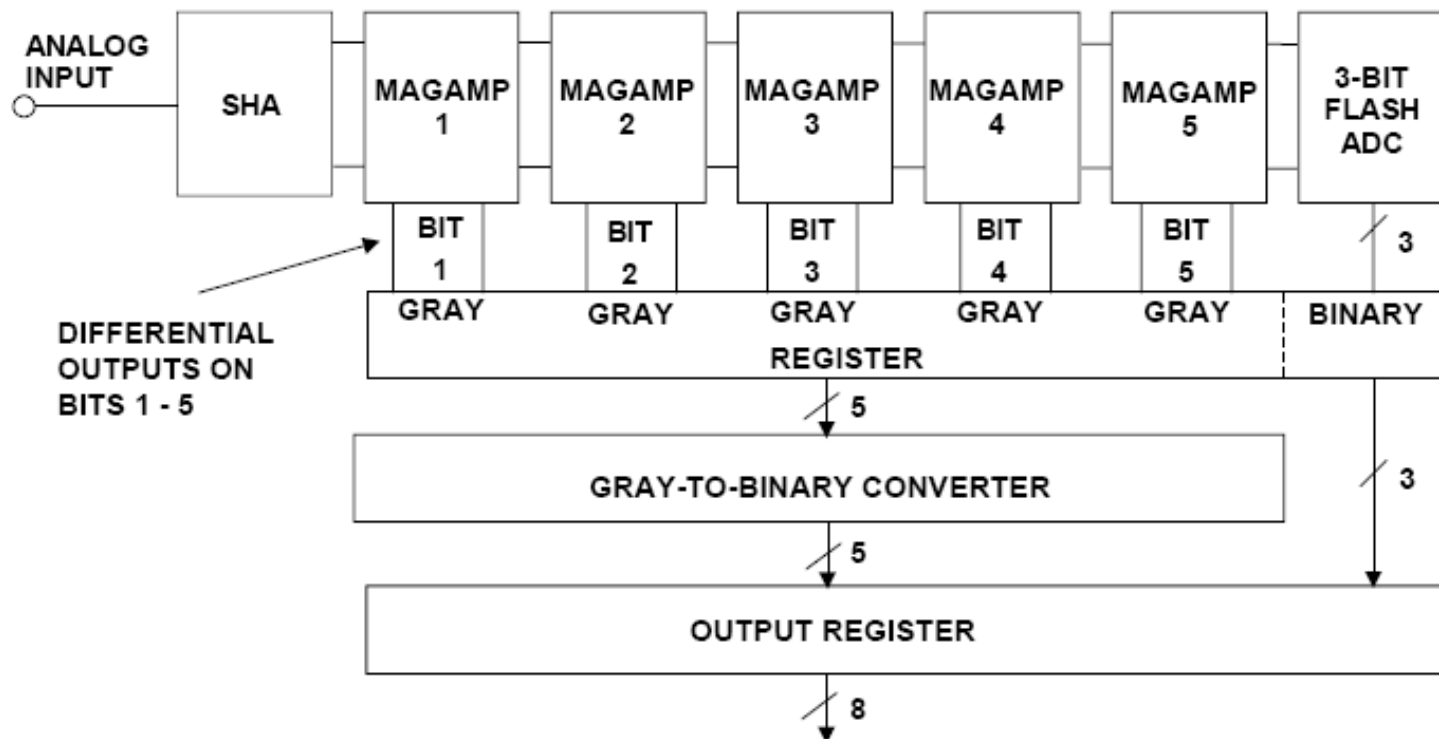 ANALOG
INPUT
SHA
MAGAMP
1
MAGAMP
2
MAGAMP
3
MAGAMP
4
MAGAMP
5
3-BIT
FLASH
ADC
BIT
1
GRAY
BIT
2
GRAY
BIT
3
GRAY
BIT
4
GRAY
BIT
5
GRAY
3
BINARY
REGISTER
DIFFERENTIAL
OUTPUTS ON
BITS 1 - 5
5
GRAY-TO-BINARY CONVERTER
3
5
OUTPUT REGISTER
8